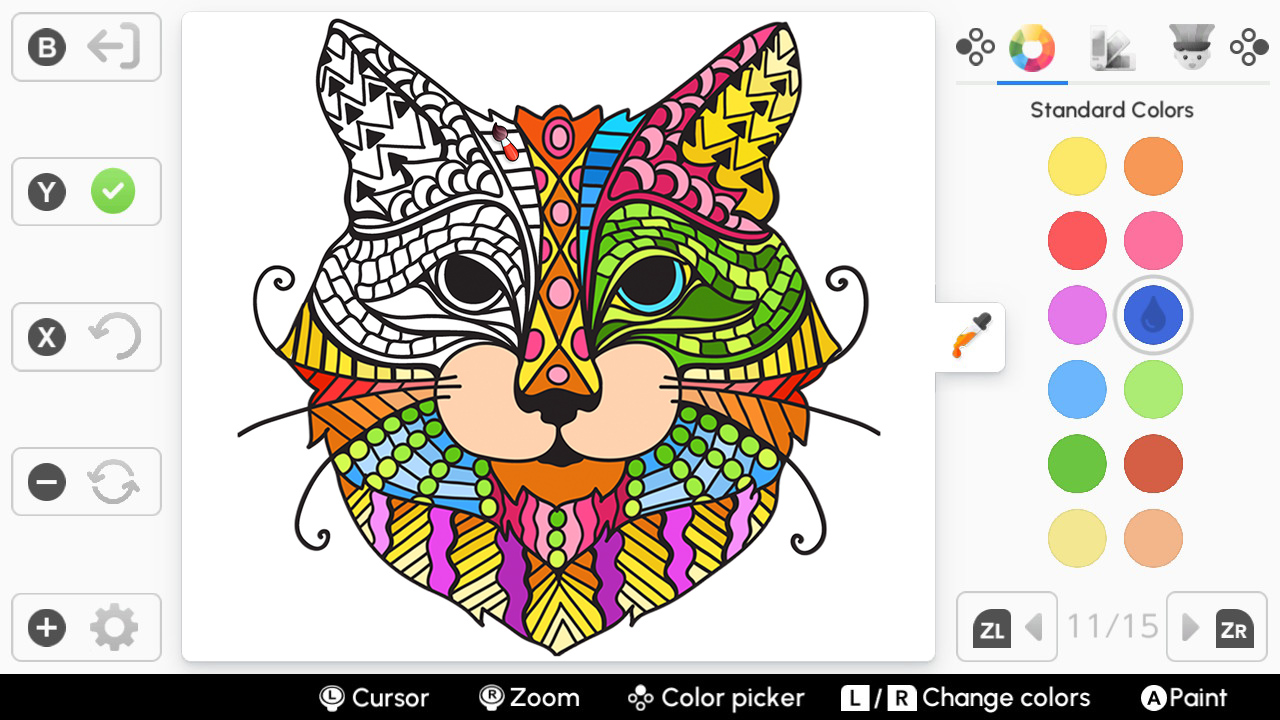 B
Y
X
Standard Colors
ZL 11/15 ZR
L Cursor R Zoom Color picker L / R Change colors A Paint